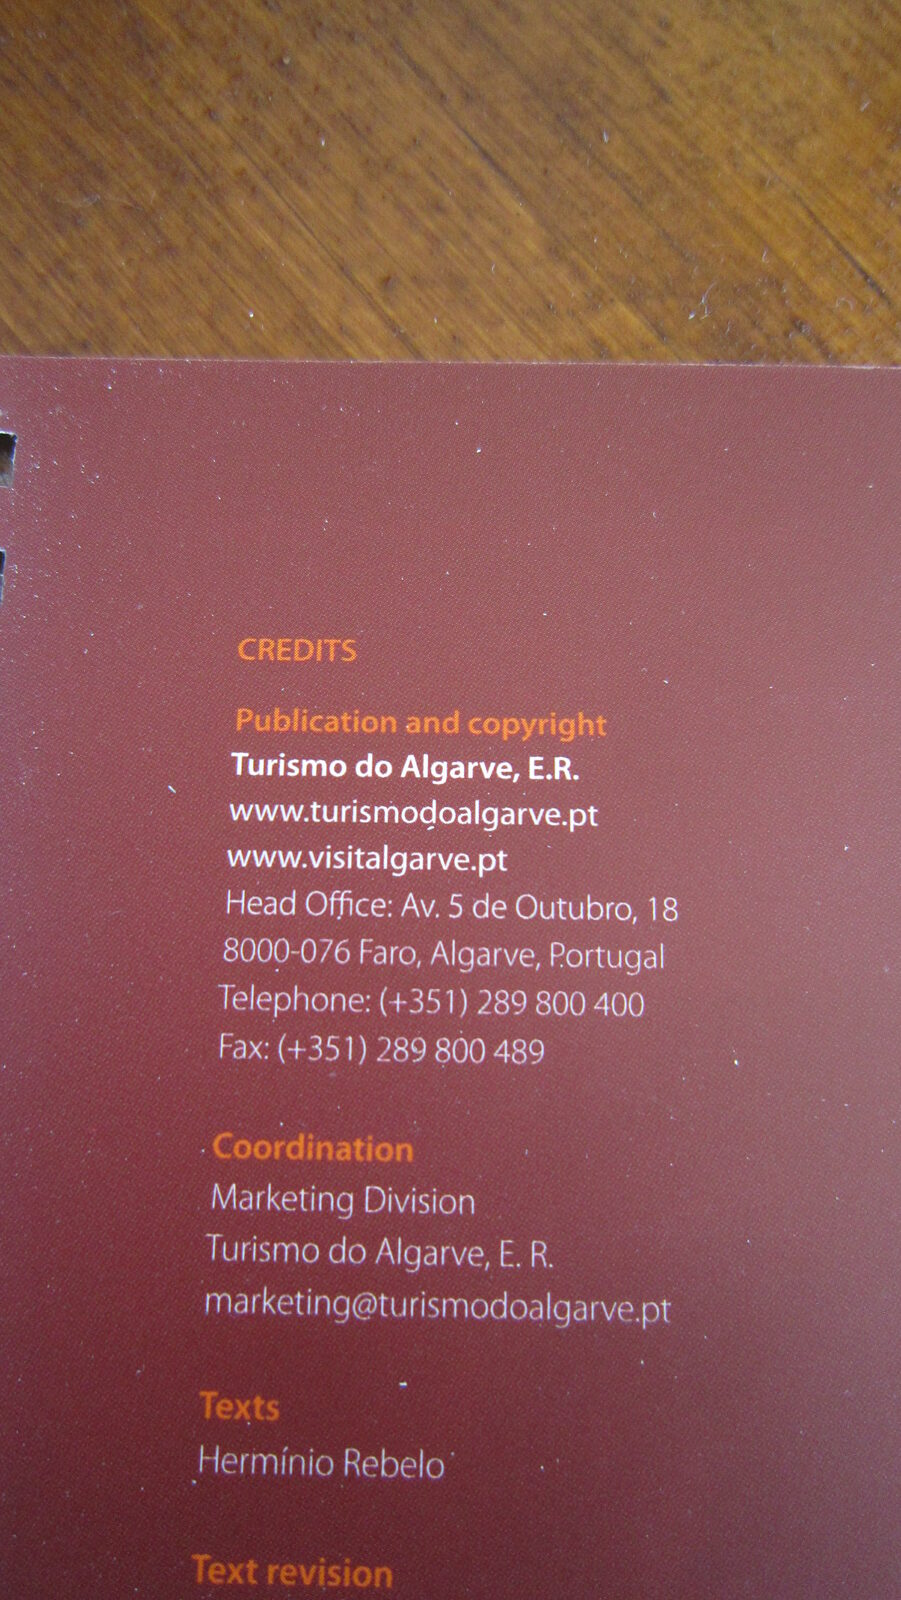 CREDITS
Publication and copyright
Turismo do Algarve, E.R.
www.turismodoalgarve.pt
www.visitalgarve.pt
Head Office: Av. 5 de Outubro, 18
8000-076 Faro, Algarve, Portugal
Telephone: (+351) 289 800 400
Fax: (+351) 289 800 489
Coordination
Marketing Division
Turismo do Algarve, E. R.
marketing@turismodoalgarve.pt
Texts
Hermínio Rebelo
Text revision